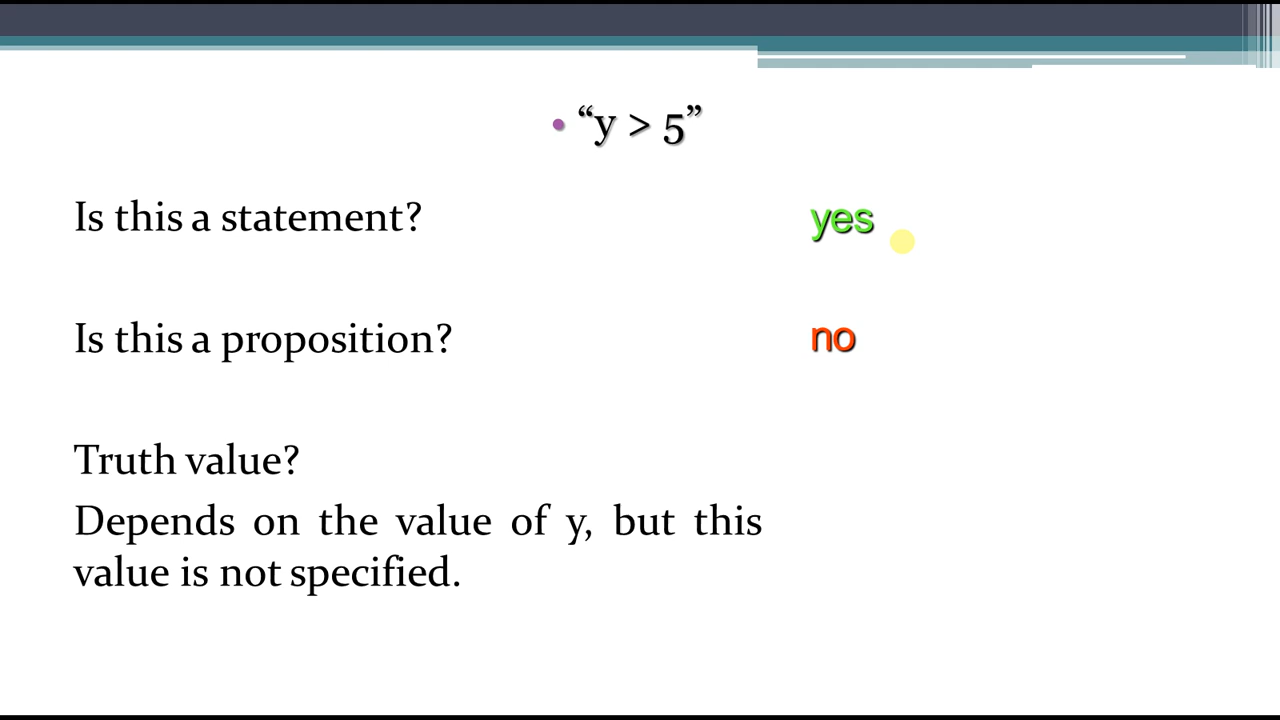 • “y > 5”
Is this a statement? yes
Is this a proposition? no
Truth value?
Depends on the value of y, but this
value is not specified.